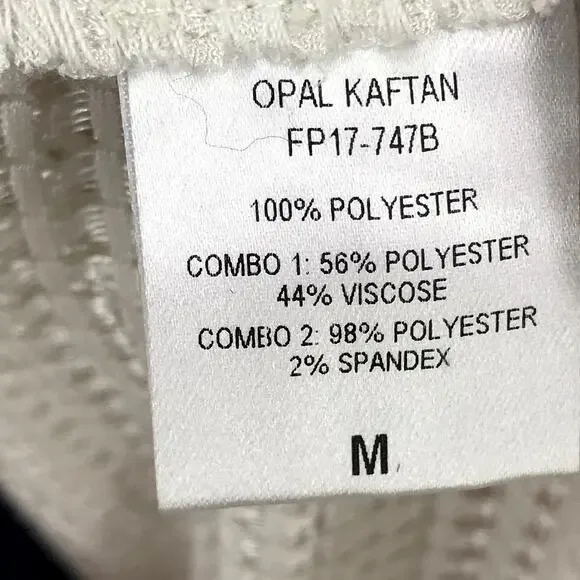 OPAL KAFTAN
FP17-747B
100% POLYESTER
COMBO 1: 56% POLYESTER
44% VISCOSE
COMBO 2: 98% POLYESTER
2% SPANDEX
M